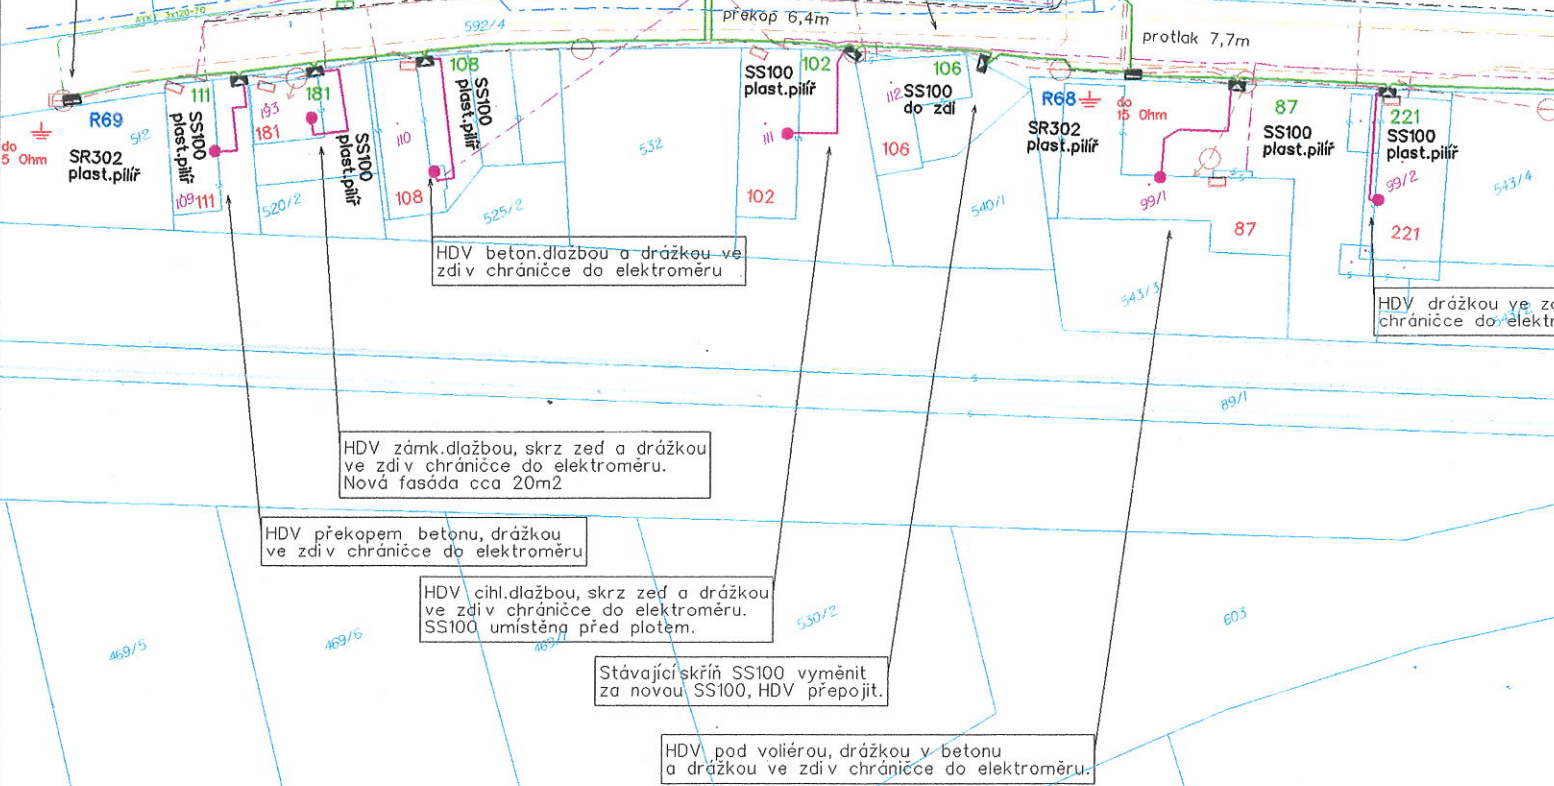 AYKY 3x120+70
592/4
překop 6,4m
protlak 7,7m
111
R69
do
5 Ohm
512
SR302
plast.pilíř
SS100
plast.pilíř
109
111
193
181
181
SS100
plast.pilíř
520/2
110
108
108
SS100
plast.pilíř
525/2
532
SS100
plast.pilíř
102
111
102
106
112
SS100
do zdi
106
540/1
R68
do
15 Ohm
SR302
plast.pilíř
99/1
87
SS100
plast.pilíř
87
221
SS100
plast.pilíř
99/2
221
543/4
543/3
543/2
HDV beton.dlažbou a drážkou ve
zdi v chráničce do elektroměru
HDV drážkou ve
chráničce do
89/1
HDV zámk.dlažbou, skrz zeď a drážkou
ve zdi v chráničce do elektroměru.
Nová fasáda cca 20m2
HDV překopem betonu, drážkou
ve zdi v chráničce do elektroměru
HDV cihl.dlažbou, skrz zeď a drážkou
ve zdi v chráničce do elektroměru.
SS100 umístěna před plotem.
469/5
469/6
530/2
603
Stávající skříň SS100 vyměnit
za novou SS100, HDV přepojit.
HDV pod voliérou, drážkou v betonu
a drážkou ve zdi v chráničce do elektroměru.